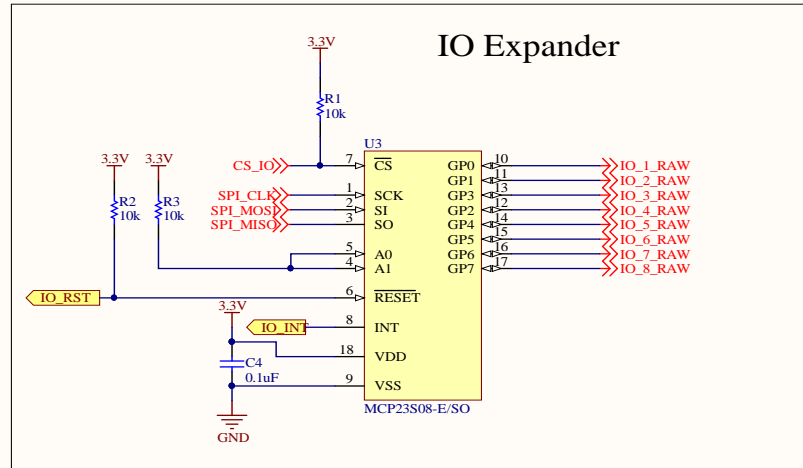 IO Expander
3.3V
R1
10k
U3
CS_IO
7
CS
GP0
10
IO_1_RAW
GP1
11
IO_2_RAW
3.3V
3.3V
SPI_CLK
1
SCK
GP3
13
IO_3_RAW
R2
10k
R3
10k
SPI_MOSI
2
SI
GP2
12
IO_4_RAW
SPI_MISO
3
SO
GP4
14
IO_5_RAW
GP5
15
IO_6_RAW
5
A0
GP6
16
IO_7_RAW
4
A1
GP7
17
IO_8_RAW
IO_RST
6
RESET
3.3V
IO_INT
8
INT
18
VDD
C4
0.1uF
9
VSS
MCP23S08-E/SO
GND